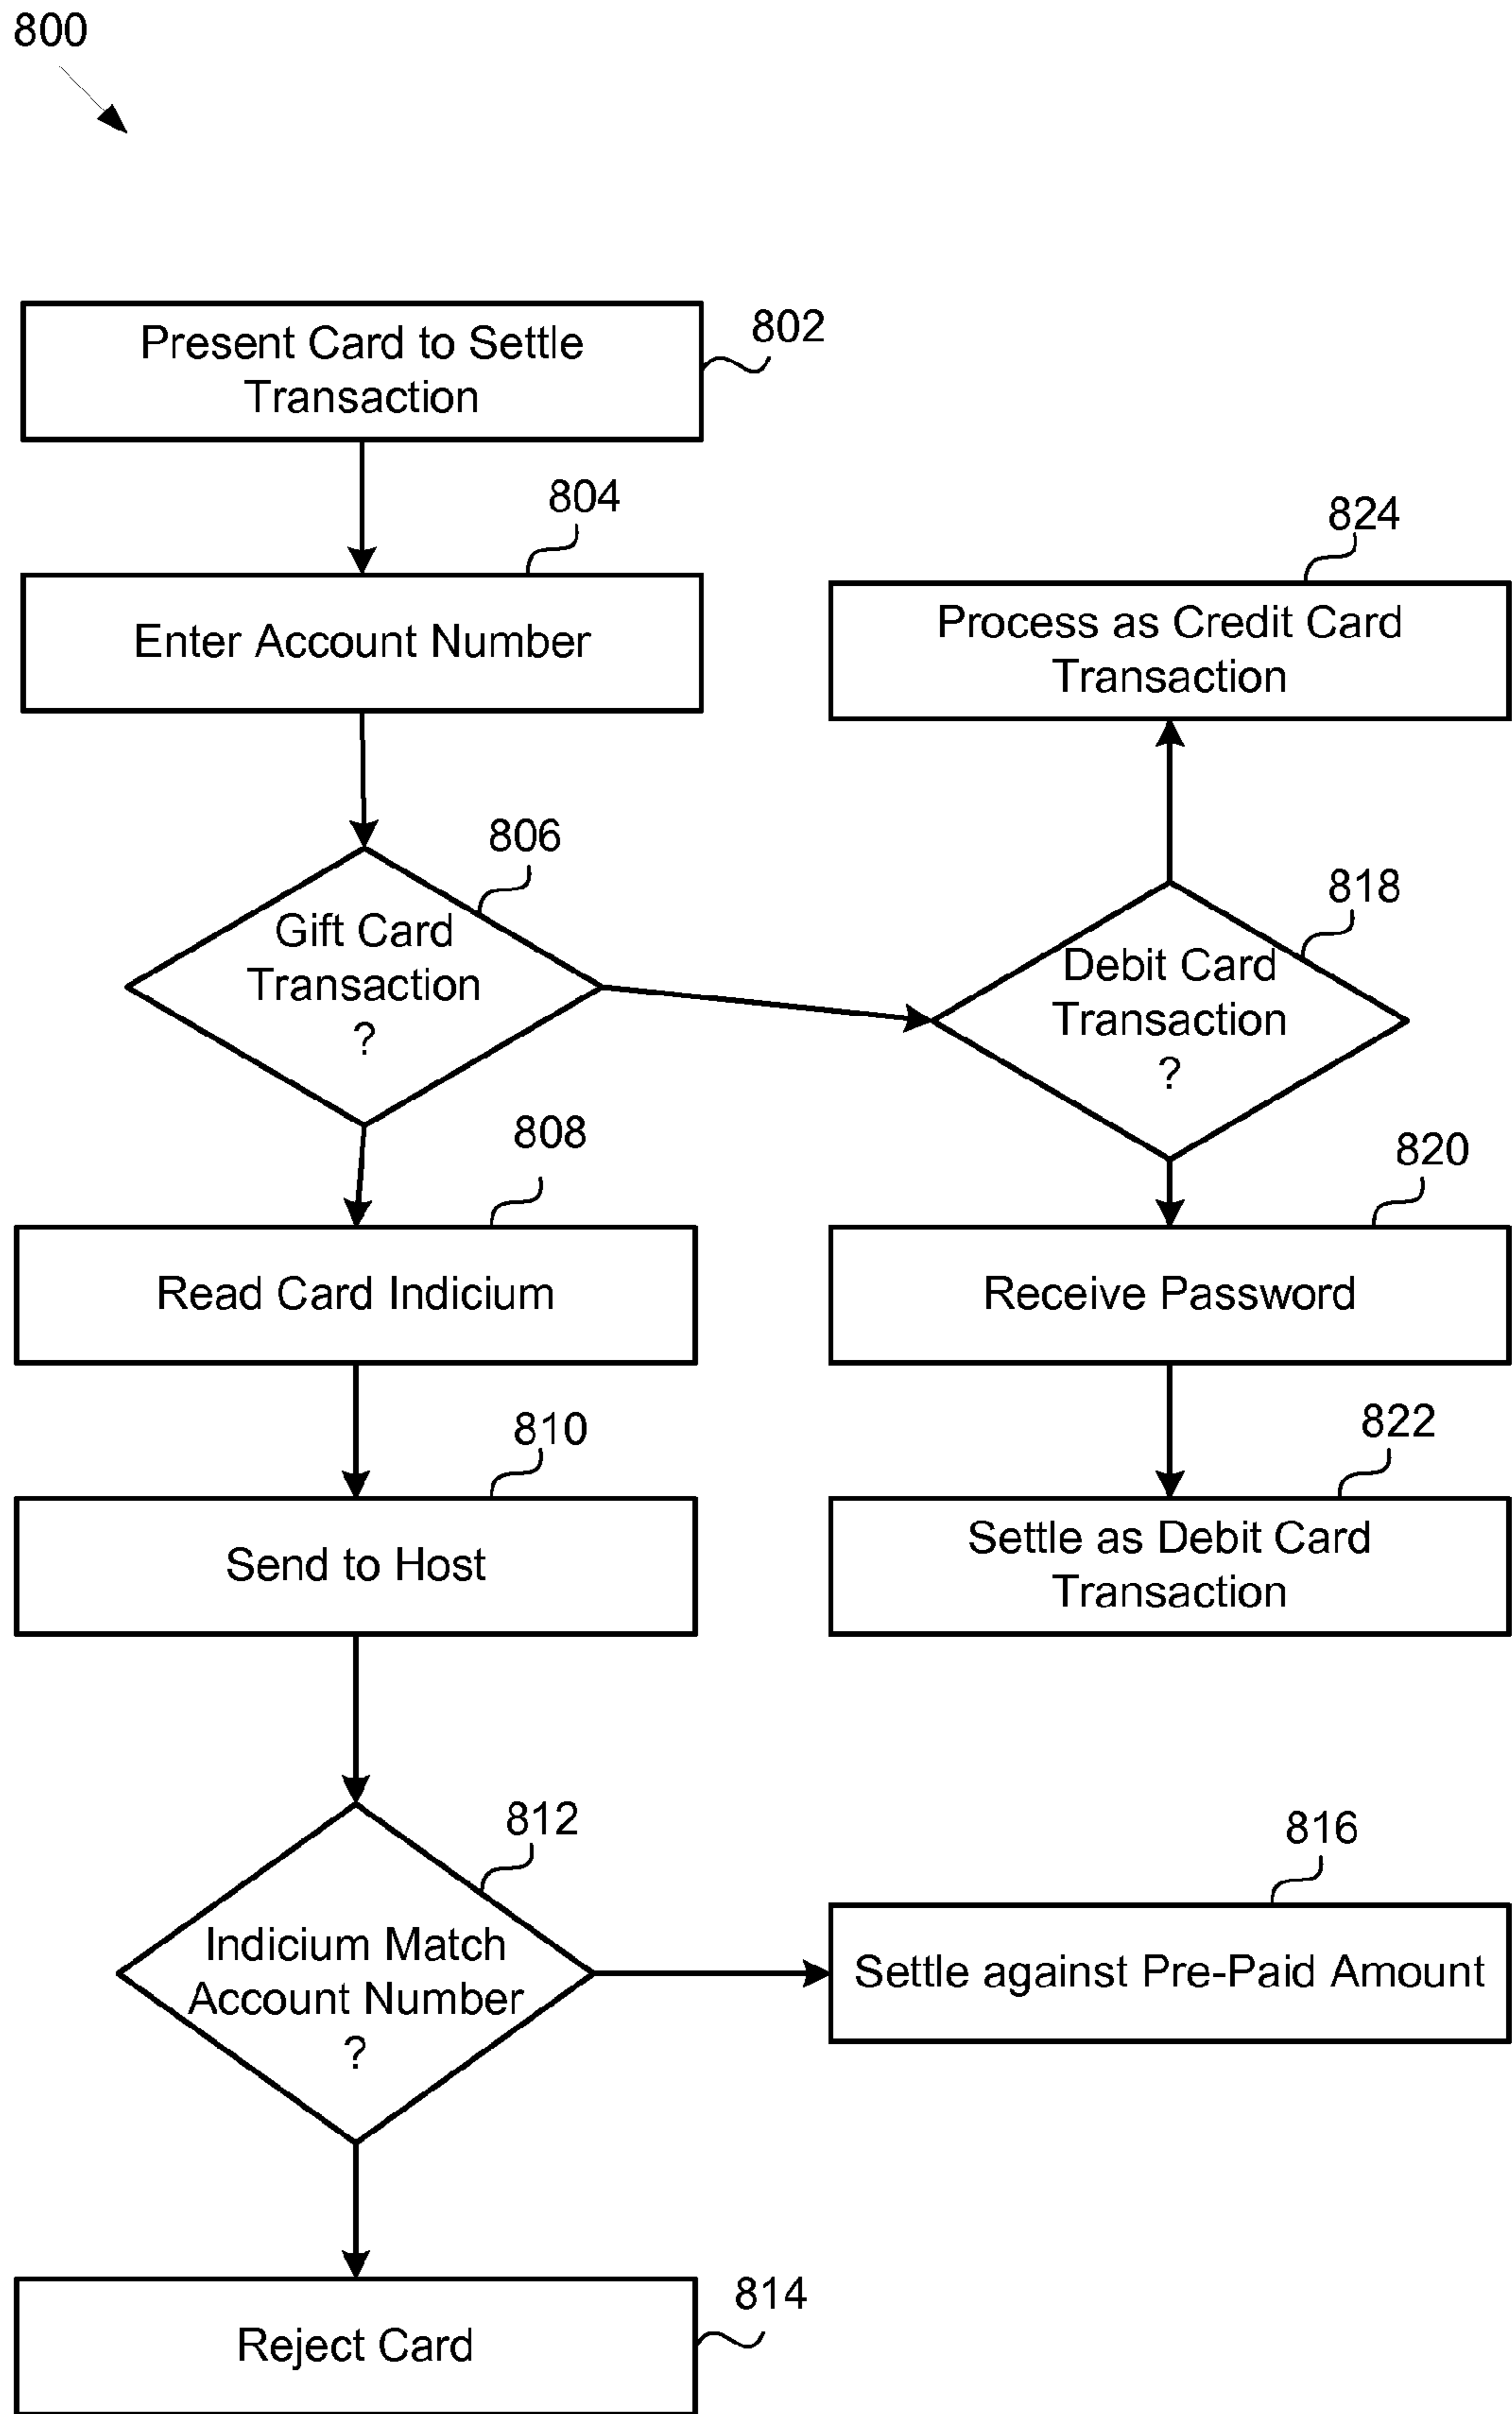 800
Present Card to Settle
Transaction
802
804
Enter Account Number
824
Process as Credit Card
Transaction
806
Gift Card
Transaction
?
818
Debit Card
Transaction
?
808
Read Card Indicium
820
Receive Password
810
Send to Host
822
Settle as Debit Card
Transaction
812
Indicium Match
Account Number
?
816
Settle against Pre-Paid Amount
814
Reject Card